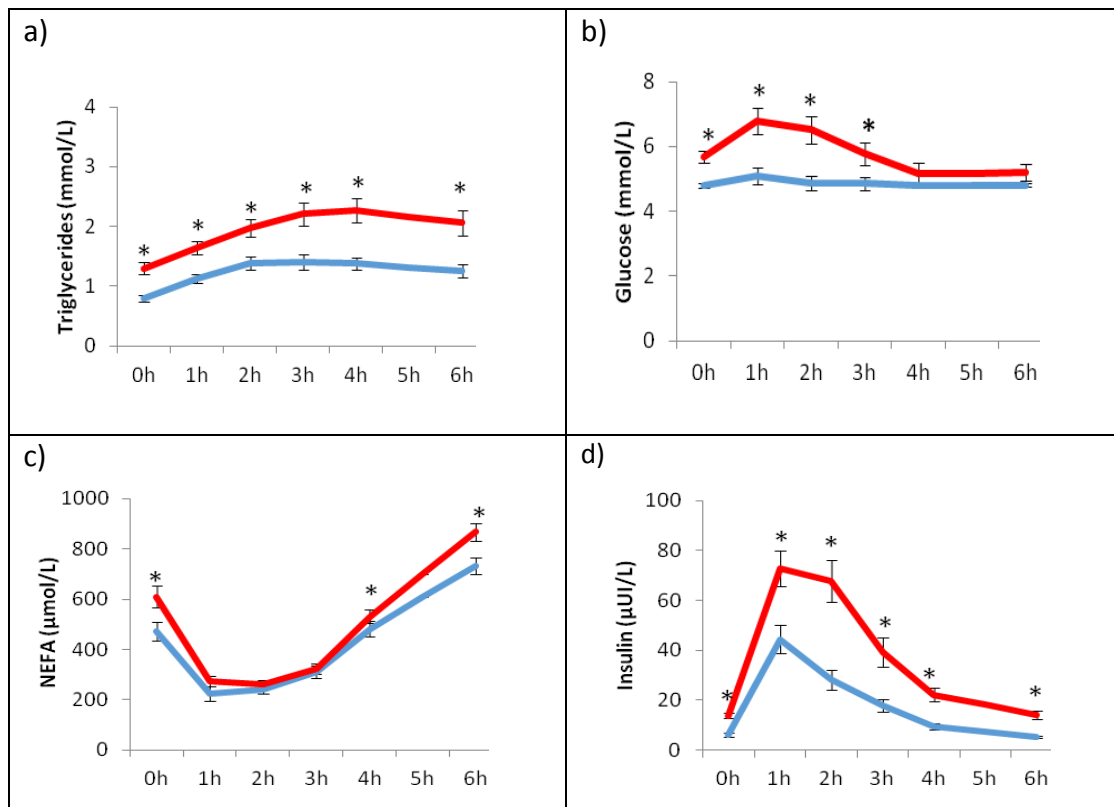 a)
Triglycerides (mmol/L)
4
3
2
1
0
* * * * * *
0h 1h 2h 3h 4h 5h 6h
b)
Glucose (mmol/L)
8
6
4
2
0
* * * *
0h 1h 2h 3h 4h 5h 6h
c)
NEFA (µmol/L)
1000
800
600
400
200
0
* * *
0h 1h 2h 3h 4h 5h 6h
d)
Insulin (µUI/L)
100
80
60
40
20
0
* * * * * *
0h 1h 2h 3h 4h 5h 6h